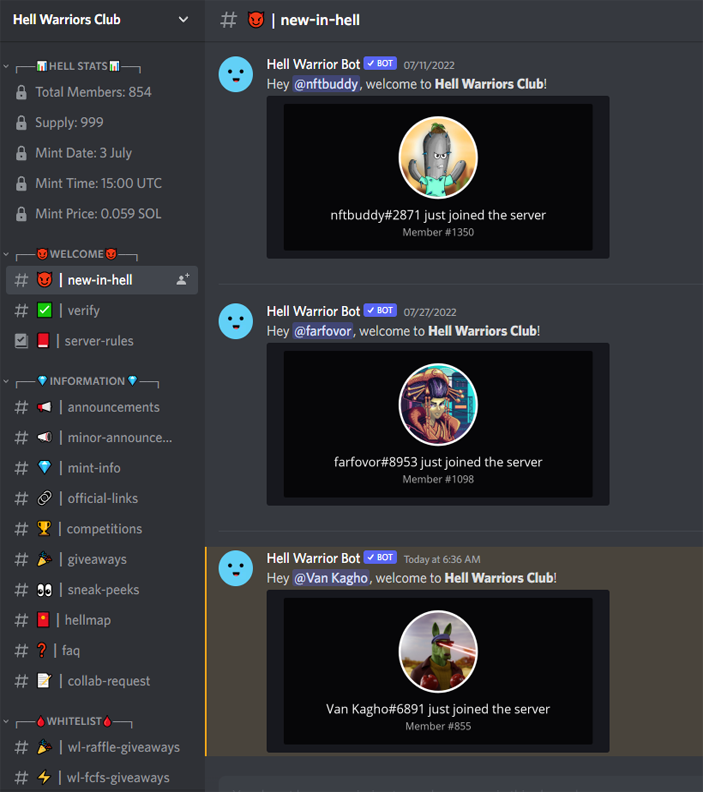 Hell Warriors Club
HELL STATS
Total Members: 854
Supply: 999
Mint Date: 3 July
Mint Time: 15:00 UTC
Mint Price: 0.059 SOL
WELCOME
# | new-in-hell
# | verify
| server-rules
INFORMATION
# | announcements
# | minor-announce...
# | mint-info
# | official-links
# | competitions
# | giveaways
# | sneak-peeks
# | hellmap
# | faq
# | collab-request
WHITELIST
# | wl-raffle-giveaways
# | wl-fcfs-giveaways
# | new-in-hell
Hell Warrior Bot BOT 07/11/2022
Hey @nftbuddy, welcome to Hell Warriors Club!
nftbuddy#2871 just joined the server
Member #1350
Hell Warrior Bot BOT 07/27/2022
Hey @farfovor, welcome to Hell Warriors Club!
farfovor#8953 just joined the server
Member #1098
Hell Warrior Bot BOT Today at 6:36 AM
Hey @Van Kagho, welcome to Hell Warriors Club!
Van Kagho#6891 just joined the server
Member #855